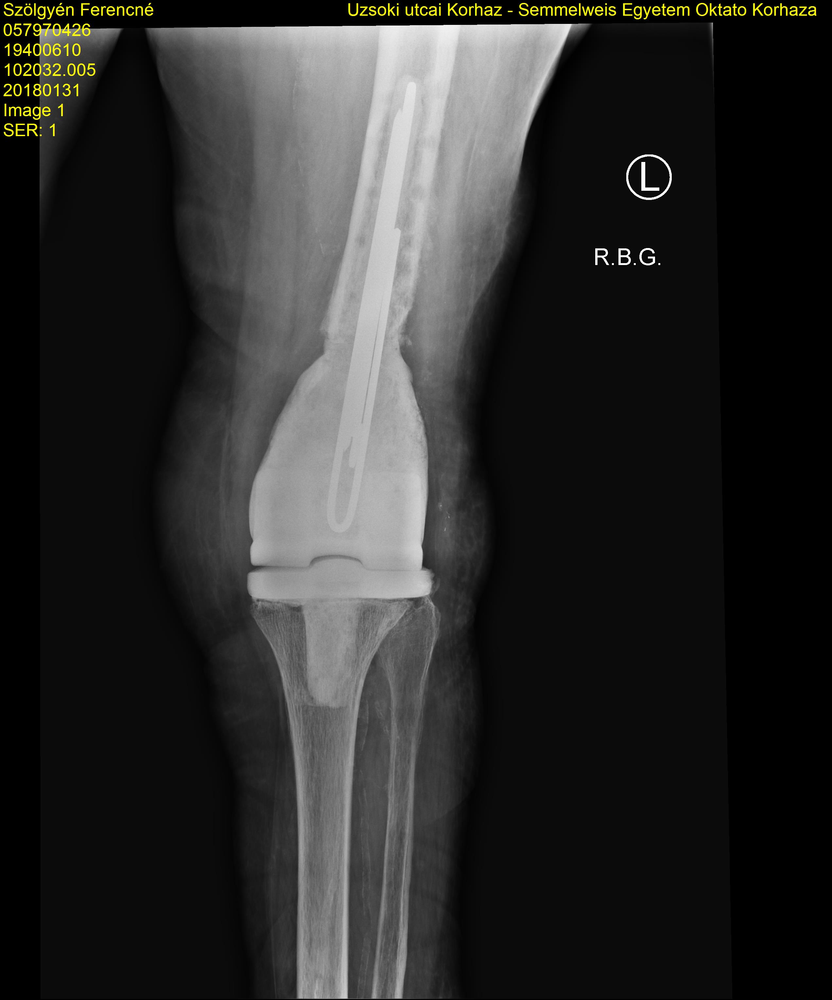 Szölgyén Ferencné
057970426
19400610
102032.005
20180131
Image 1
SER: 1
Uzsoki utcai Korhaz - Semmelweis Egyetem Oktato Korhaza
L
R.B.G.